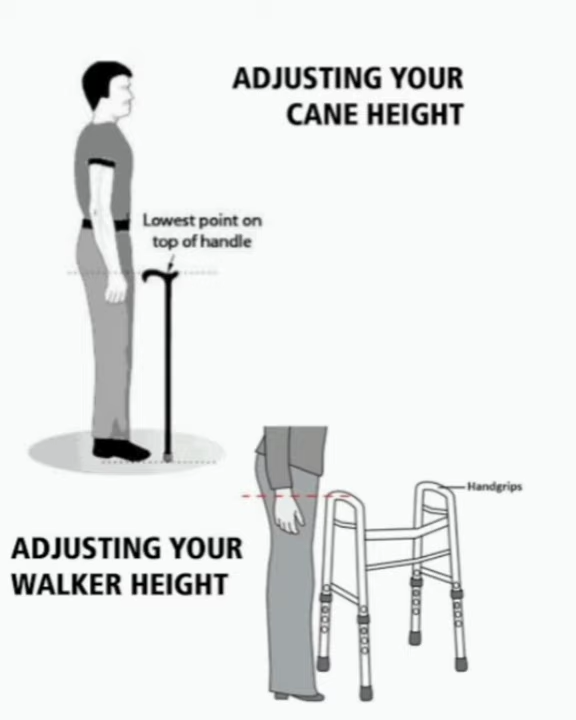 ADJUSTING YOUR
CANE HEIGHT
Lowest point on
top of handle
Handgrips
ADJUSTING YOUR
WALKER HEIGHT